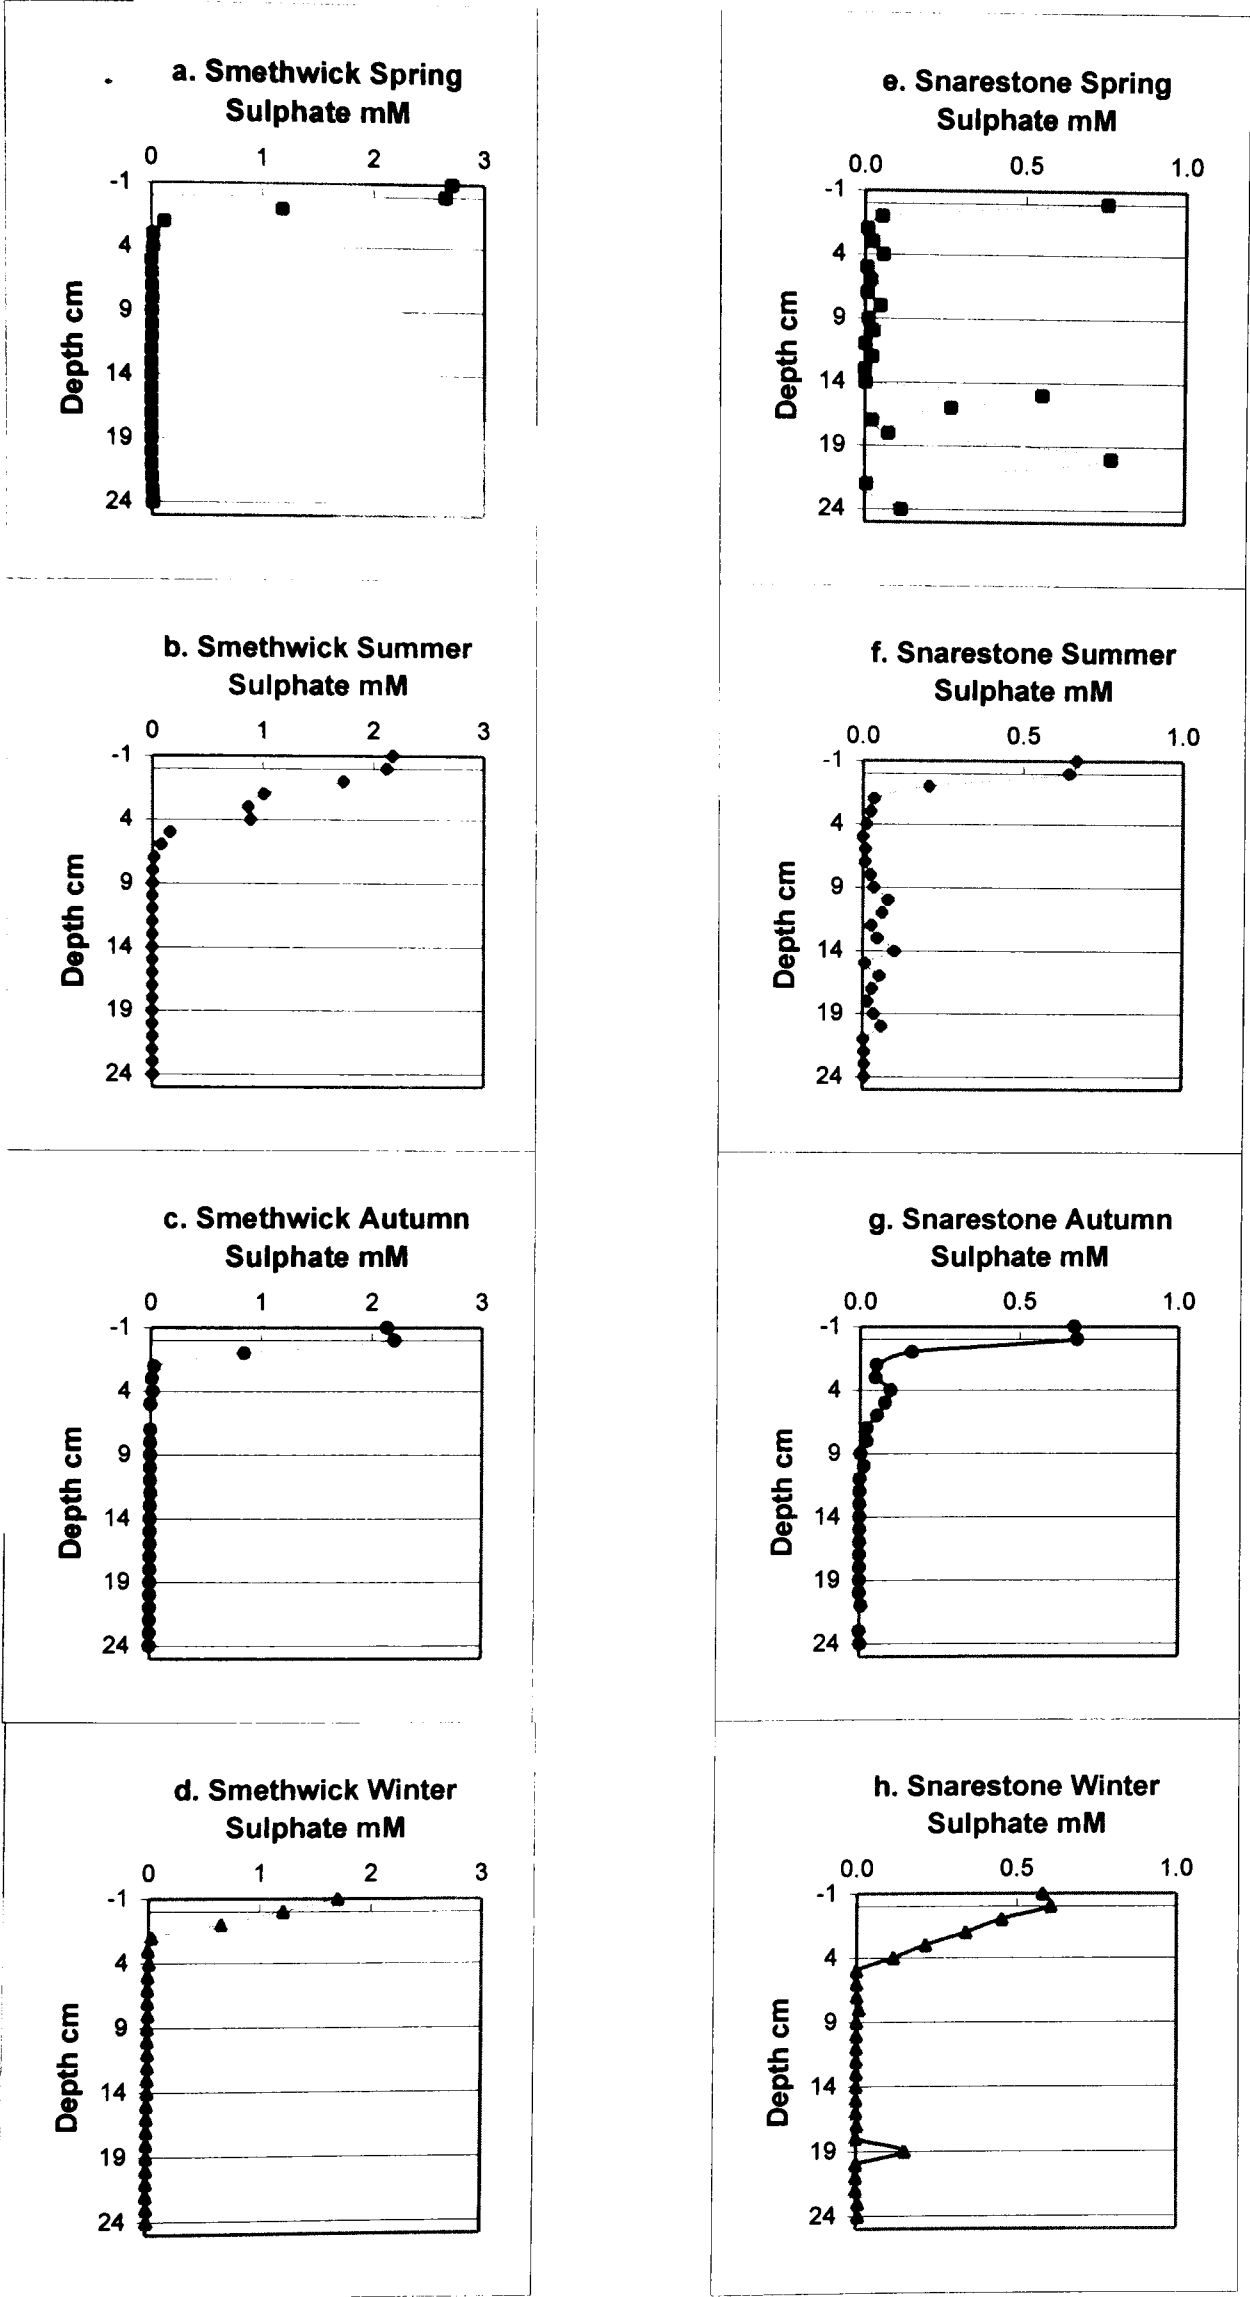 a. Smethwick Spring
Sulphate mM
0 1 2 3
-1
4
9
14
19
24
Depth cm
e. Snarestone Spring
Sulphate mM
0.0 0.5 1.0
-1
4
9
14
19
24
Depth cm
b. Smethwick Summer
Sulphate mM
0 1 2 3
-1
4
9
14
19
24
Depth cm
f. Snarestone Summer
Sulphate mM
0.0 0.5 1.0
-1
4
9
14
19
24
Depth cm
c. Smethwick Autumn
Sulphate mM
0 1 2 3
-1
4
9
14
19
24
Depth cm
g. Snarestone Autumn
Sulphate mM
0.0 0.5 1.0
-1
4
9
14
19
24
Depth cm
d. Smethwick Winter
Sulphate mM
0 1 2 3
-1
4
9
14
19
24
Depth cm
h. Snarestone Winter
Sulphate mM
0.0 0.5 1.0
-1
4
9
14
19
24
Depth cm